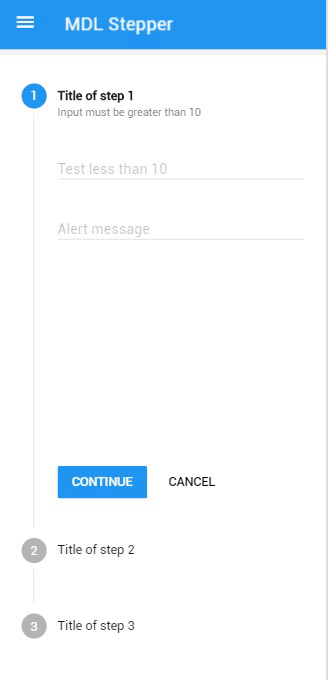 MDL Stepper
1 Title of step 1
Input must be greater than 10
Test less than 10
Alert message
CONTINUE CANCEL
2 Title of step 2
3 Title of step 3